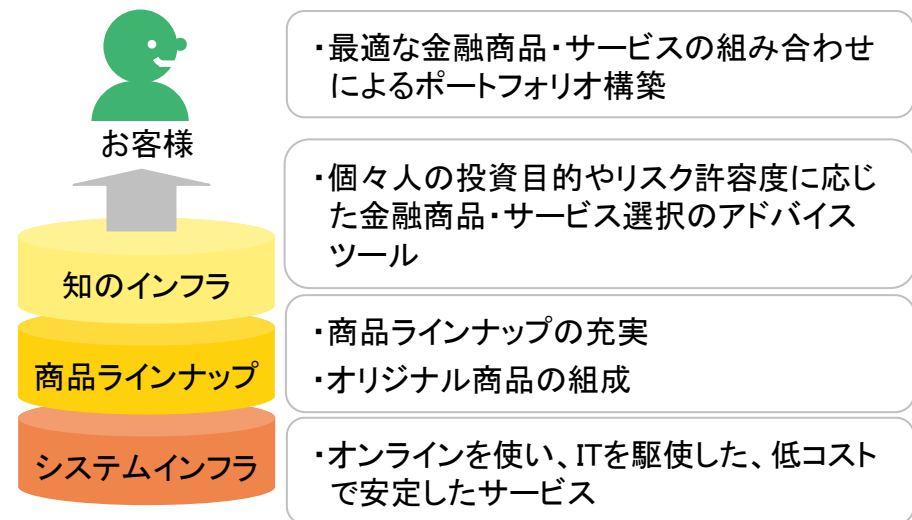 ・最適な金融商品・サービスの組み合わせ
によるポートフォリオ構築
お客様
・個々人の投資目的やリスク許容度に応じ
た金融商品・サービス選択のアドバイス
ツール
知のインフラ
・商品ラインナップの充実
・オリジナル商品の組成
商品ラインナップ
・オンラインを使い、ITを駆使した、低コスト
で安定したサービス
システムインフラ